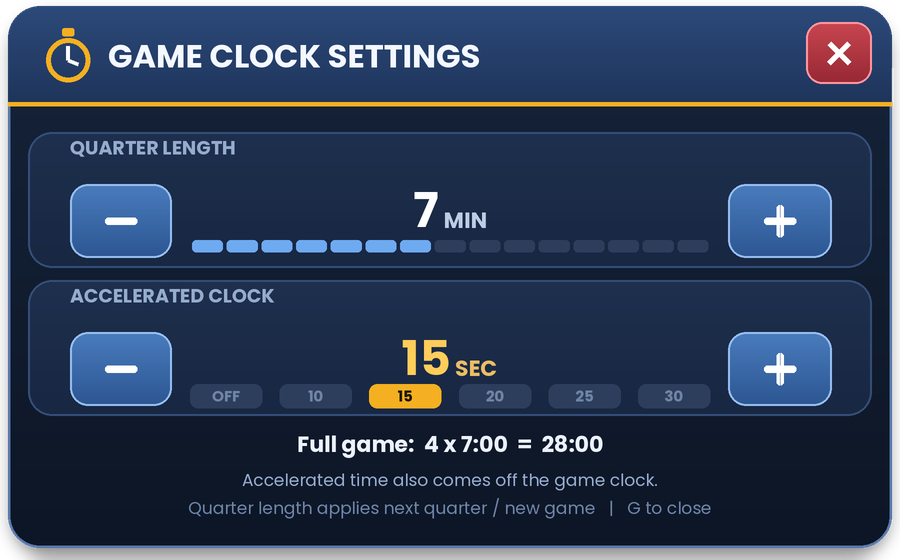 GAME CLOCK SETTINGS
QUARTER LENGTH
7 MIN
ACCELERATED CLOCK
15 SEC
OFF 10 15 20 25 30
Full game: 4 x 7:00 = 28:00
Accelerated time also comes off the game clock.
Quarter length applies next quarter / new game | G to close